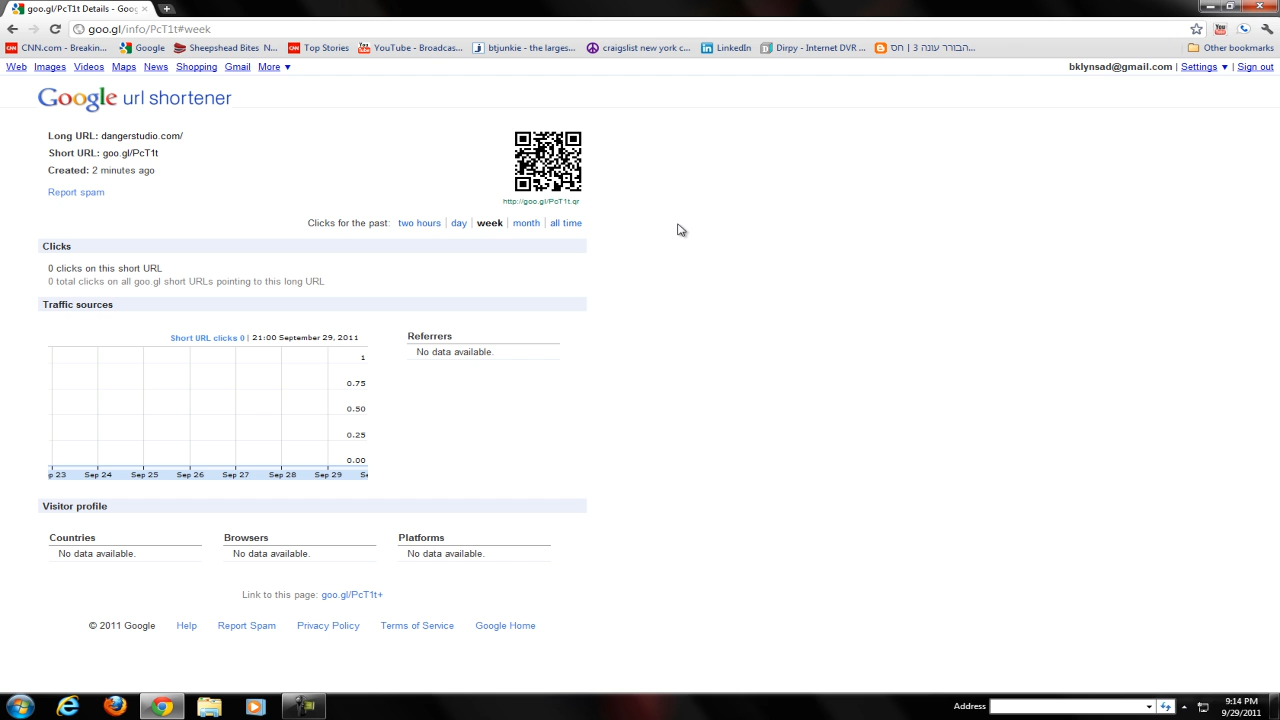 goo.gl/PcT1t Details - Goog
goo.gl/info/PcT1t#week
CNN.com - Breakin... Google Sheepshead Bites N... Top Stories YouTube - Broadcas... btjunkie - the larges... craigslist new york c... LinkedIn Dirpy - Internet DVR ... הבורר עונה 3 | חס... Other bookmarks
Web Images Videos Maps News Shopping Gmail More ▼ bklynsad@gmail.com | Settings ▼ | Sign out
Google url shortener
Long URL: dangerstudio.com/
Short URL: goo.gl/PcT1t
Created: 2 minutes ago
Report spam
http://goo.gl/PcT1t.qr
Clicks for the past: two hours | day | week | month | all time
Clicks
0 clicks on this short URL
0 total clicks on all goo.gl short URLs pointing to this long URL
Traffic sources
Short URL clicks 0 | 21:00 September 29, 2011
1
0.75
0.50
0.25
0.00
p 23 Sep 24 Sep 25 Sep 26 Sep 27 Sep 28 Sep 29 Se
Referrers
No data available.
Visitor profile
Countries Browsers Platforms
No data available. No data available. No data available.
Link to this page: goo.gl/PcT1t+
© 2011 Google Help Report Spam Privacy Policy Terms of Service Google Home
Address 9:14 PM
9/29/2011